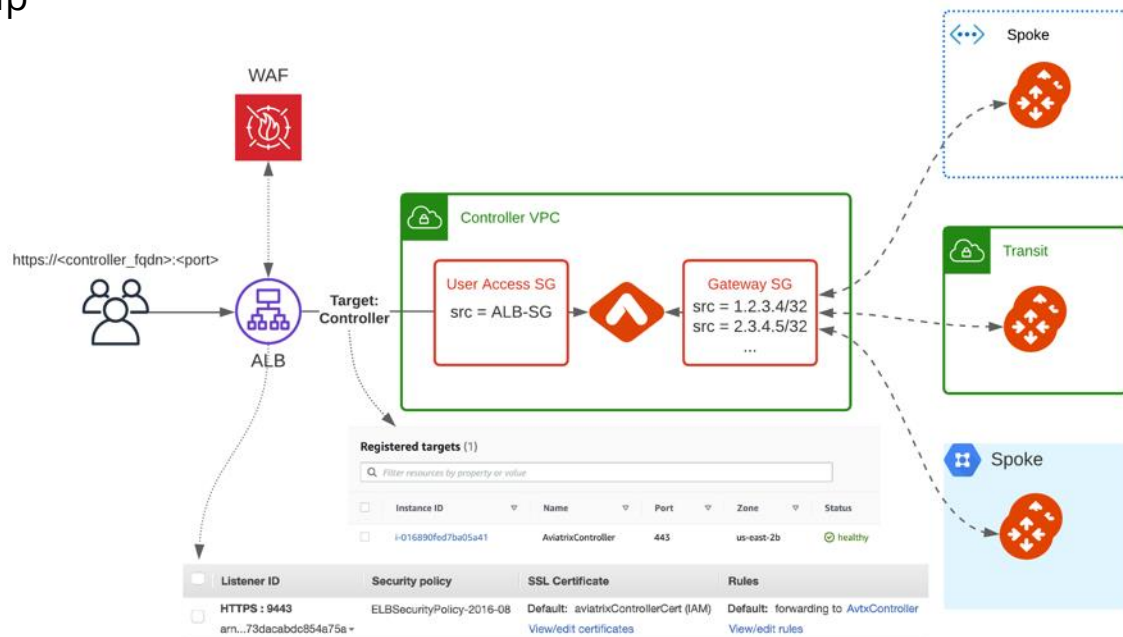 WAF
https://<controller_fqdn>:<port>
ALB
Target:
Controller
Controller VPC
User Access SG
src = ALB-SG
Gateway SG
src = 1.2.3.4/32
src = 2.3.4.5/32
...
Spoke
Transit
Spoke
Registered targets (1)
Filter resources by property or value
Instance ID Name Port Zone Status
i-016890fed7ba05a41 AviatrixController 443 us-east-2b healthy
Listener ID Security policy SSL Certificate Rules
HTTPS : 9443 ELBSecurityPolicy-2016-08 Default: aviatrixControllerCert (IAM) Default: forwarding to AvtxController
arn...73dacabdc854a75a View/edit certificates View/edit rules